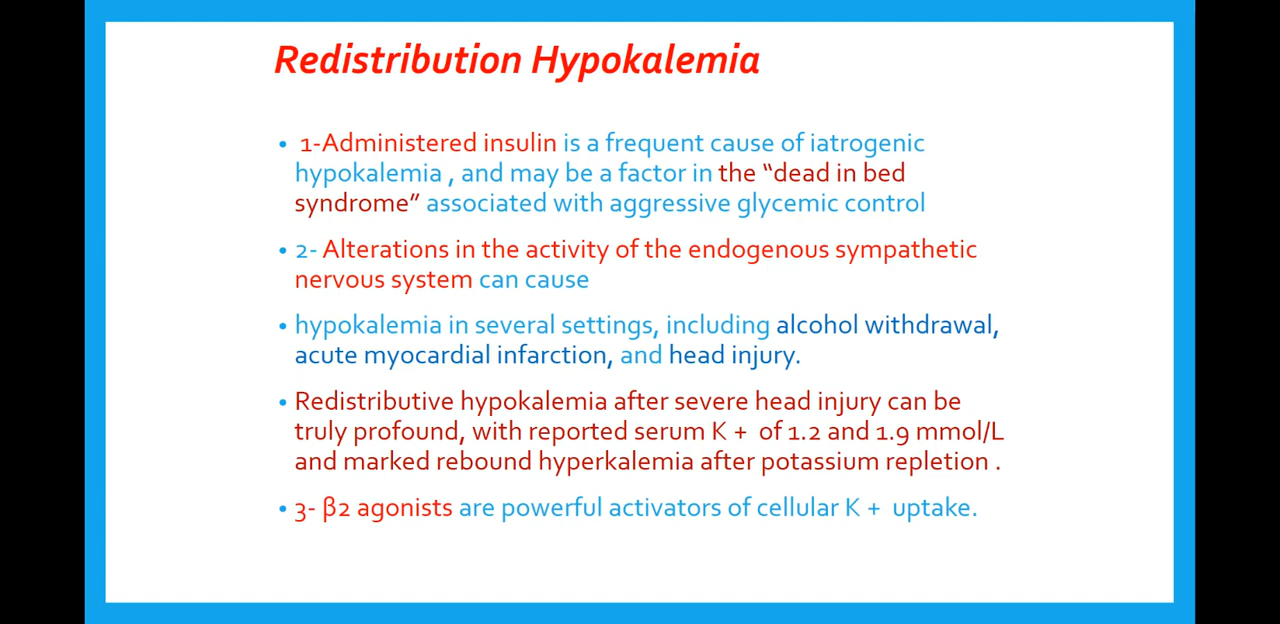 Redistribution Hypokalemia
• 1-Administered insulin is a frequent cause of iatrogenic
hypokalemia , and may be a factor in the “dead in bed
syndrome” associated with aggressive glycemic control
• 2- Alterations in the activity of the endogenous sympathetic
nervous system can cause
• hypokalemia in several settings, including alcohol withdrawal,
acute myocardial infarction, and head injury.
• Redistributive hypokalemia after severe head injury can be
truly profound, with reported serum K + of 1.2 and 1.9 mmol/L
and marked rebound hyperkalemia after potassium repletion .
• 3- β2 agonists are powerful activators of cellular K + uptake.